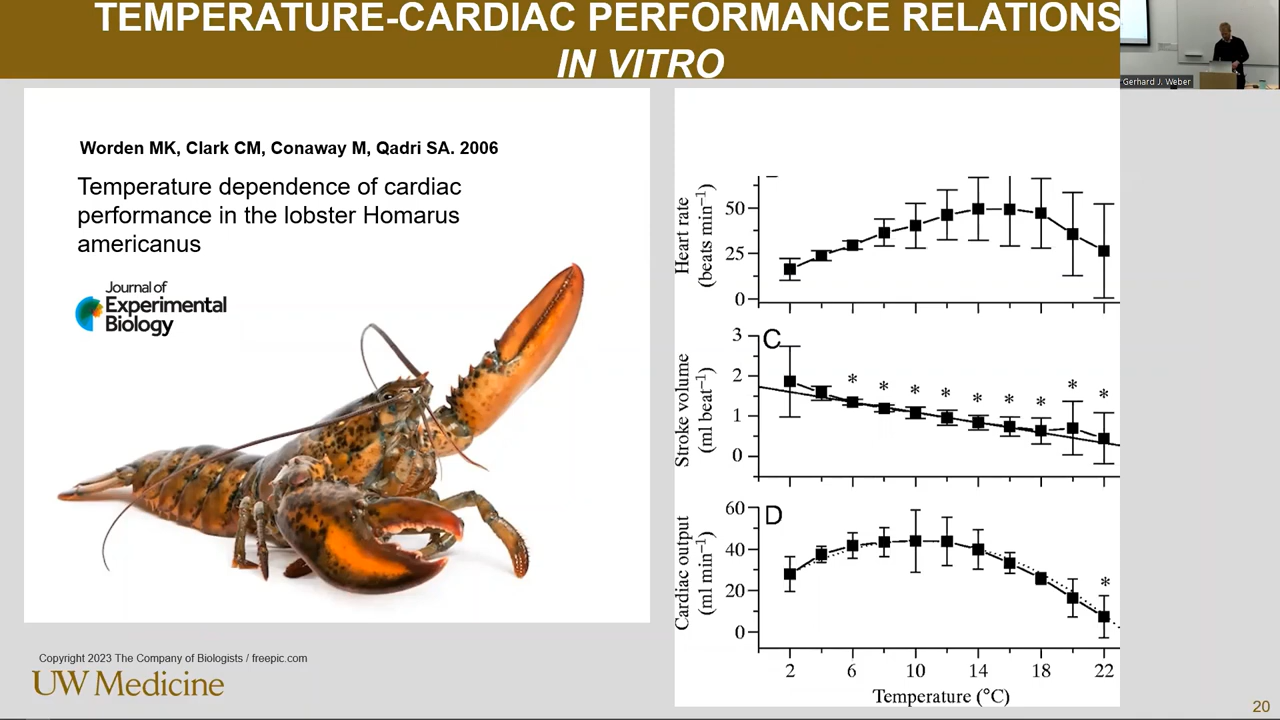 TEMPERATURE-CARDIAC PERFORMANCE RELATIONS
IN VITRO
Gerhard J. Weber
Worden MK, Clark CM, Conaway M, Qadri SA. 2006
Temperature dependence of cardiac
performance in the lobster Homarus
americanus
Journal of
Experimental
Biology
Copyright 2023 The Company of Biologists / freepic.com
UW Medicine
Heart rate
(beats min⁻¹)
50
25
0
C
Stroke volume
(ml beat⁻¹)
3
2
1
0
* * * * * * * * *
D
Cardiac output
(ml min⁻¹)
60
40
20
0
*
2 6 10 14 18 22
Temperature (°C)
20